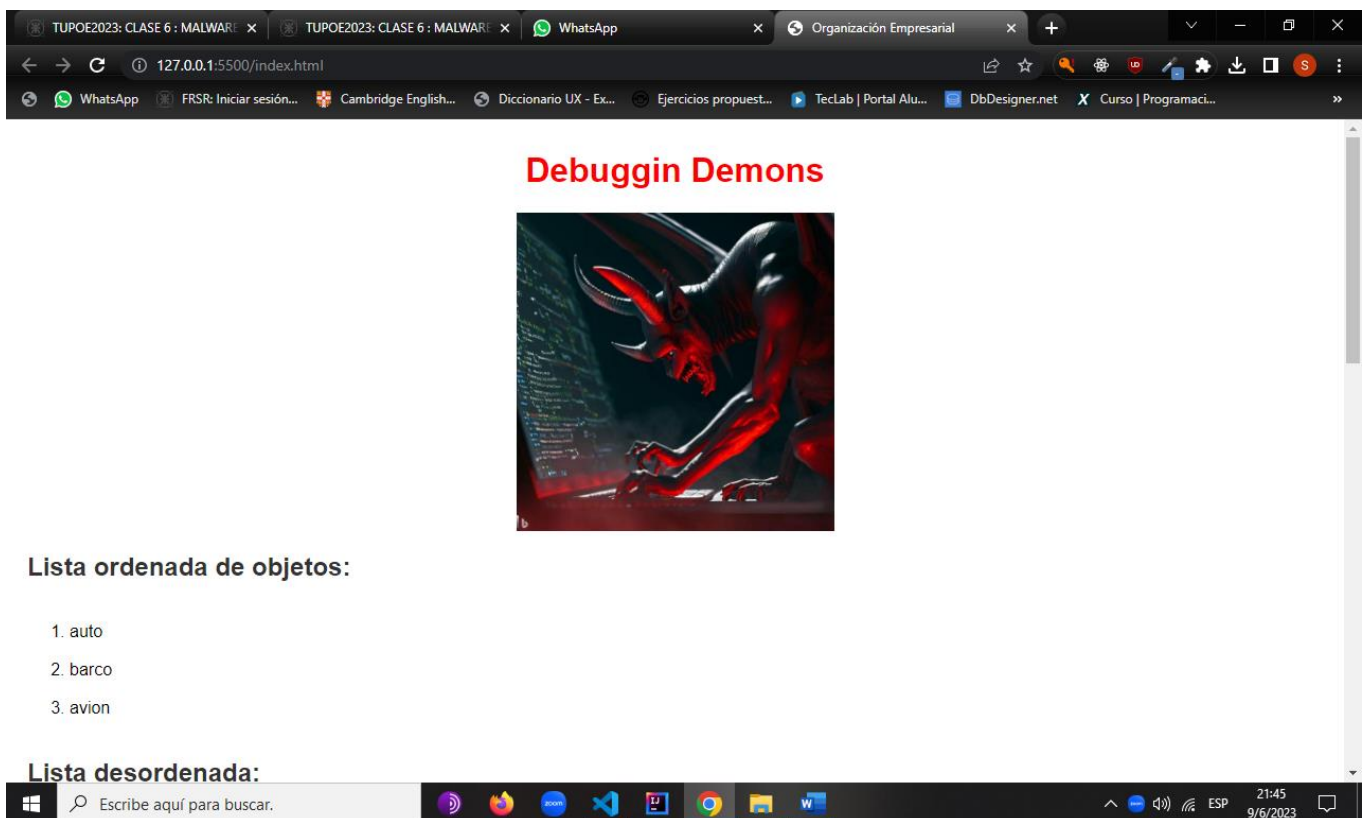 TUPOE2023: CLASE 6 : MALWARE
TUPOE2023: CLASE 6 : MALWARE
WhatsApp
Organización Empresarial
127.0.0.1:5500/index.html
S
WhatsApp
FRSR: Iniciar sesión...
Cambridge English...
Diccionario UX - Ex...
Ejercicios propuest...
TecLab | Portal Alu...
DbDesigner.net
X Curso | Programaci...
»
Debuggin Demons
b
Lista ordenada de objetos:
1. auto
2. barco
3. avion
Lista desordenada:
Escribe aquí para buscar.
zoom
IJ
W
ESP
21:45
9/6/2023